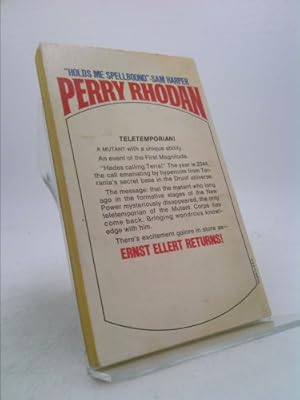 "HOLDS ME SPELLBOUND"-SAM HARPER
PERRY RHODAN
TELETEMPORIAN!
A MUTANT with a unique ability.
An event of the First Magnitude.
"Hades calling Terra!" The year is 2044,
the call emanating by hypercom from Ter-
rania's secret base in the Druuf universe.
The message: that the mutant who long
ago in the formative stages of the New
Power mysteriously disappeared, the only
teletemporian of the Mutant Corps has
come back. Bringing wondrous knowl-
edge with him.
There's excitement galore in store as—
ERNST ELLERT RETURNS!